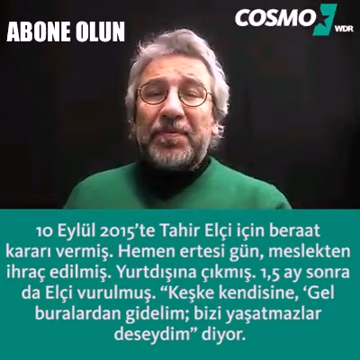 ABONE OLUN
COSMO
WDR
10 Eylül 2015'te Tahir Elçi için beraat
kararı vermiş. Hemen ertesi gün, meslekten
ihraç edilmiş. Yurtdışına çıkmış. 1,5 ay sonra
da Elçi vurulmuş. “Keşke kendisine, ‘Gel
buralardan gidelim; bizi yaşatmazlar
deseydim” diyor.